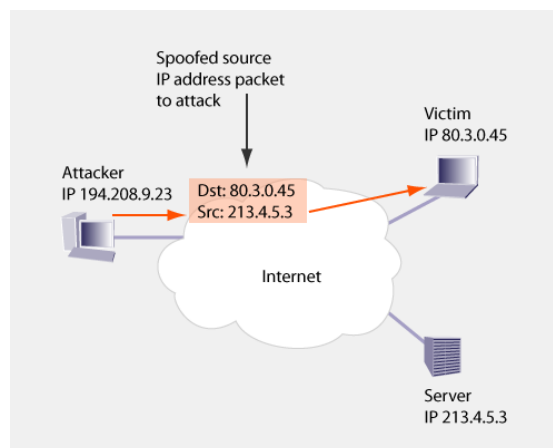 Spoofed source
IP address packet
to attack
Victim
IP 80.3.0.45
Attacker
IP 194.208.9.23
Dst: 80.3.0.45
Src: 213.4.5.3
Internet
Server
IP 213.4.5.3